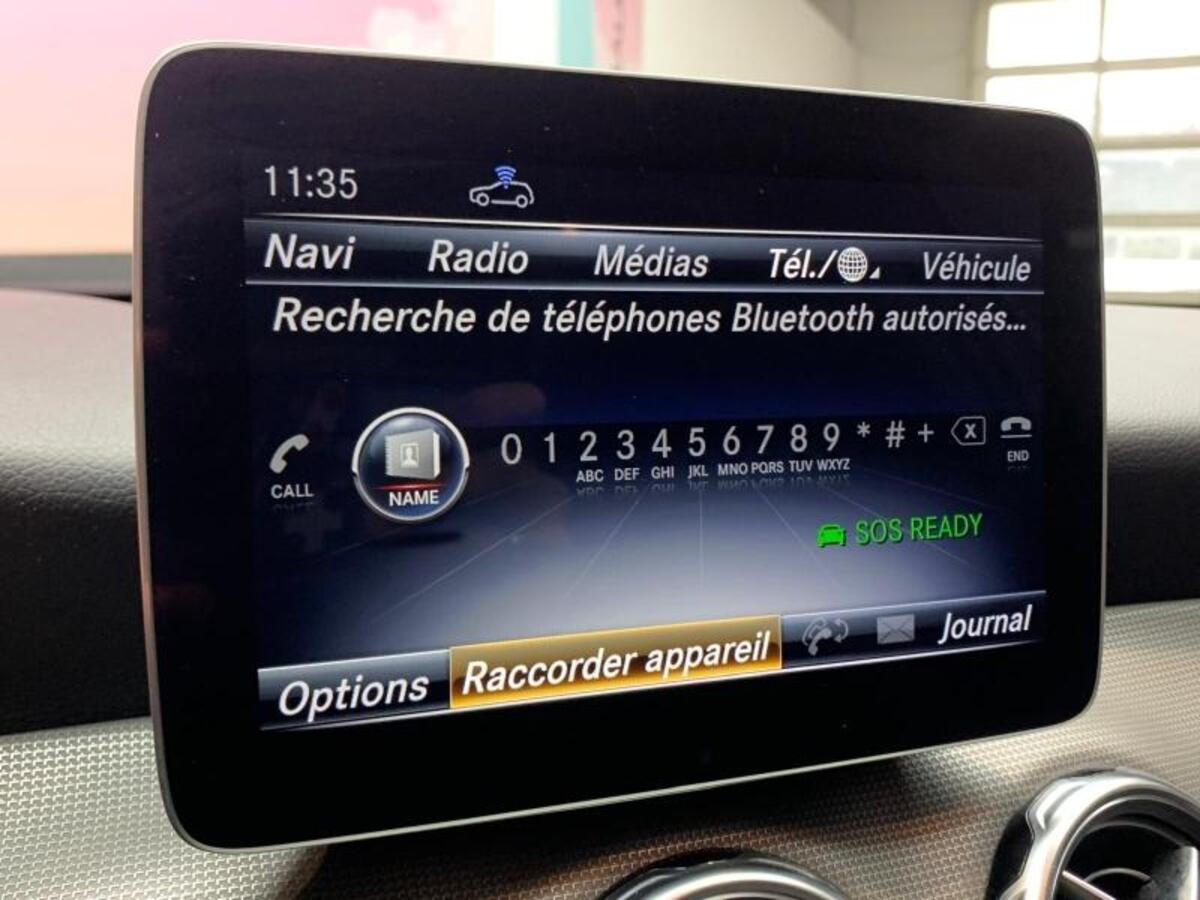 11:35
Navi Radio Médias Tél./ Véhicule
Recherche de téléphones Bluetooth autorisés...
0 1 2 3 4 5 6 7 8 9 * # + X
ABC DEF GHI JKL MNO PQRS TUV WXYZ
CALL NAME END
SOS READY
Options Raccorder appareil Journal